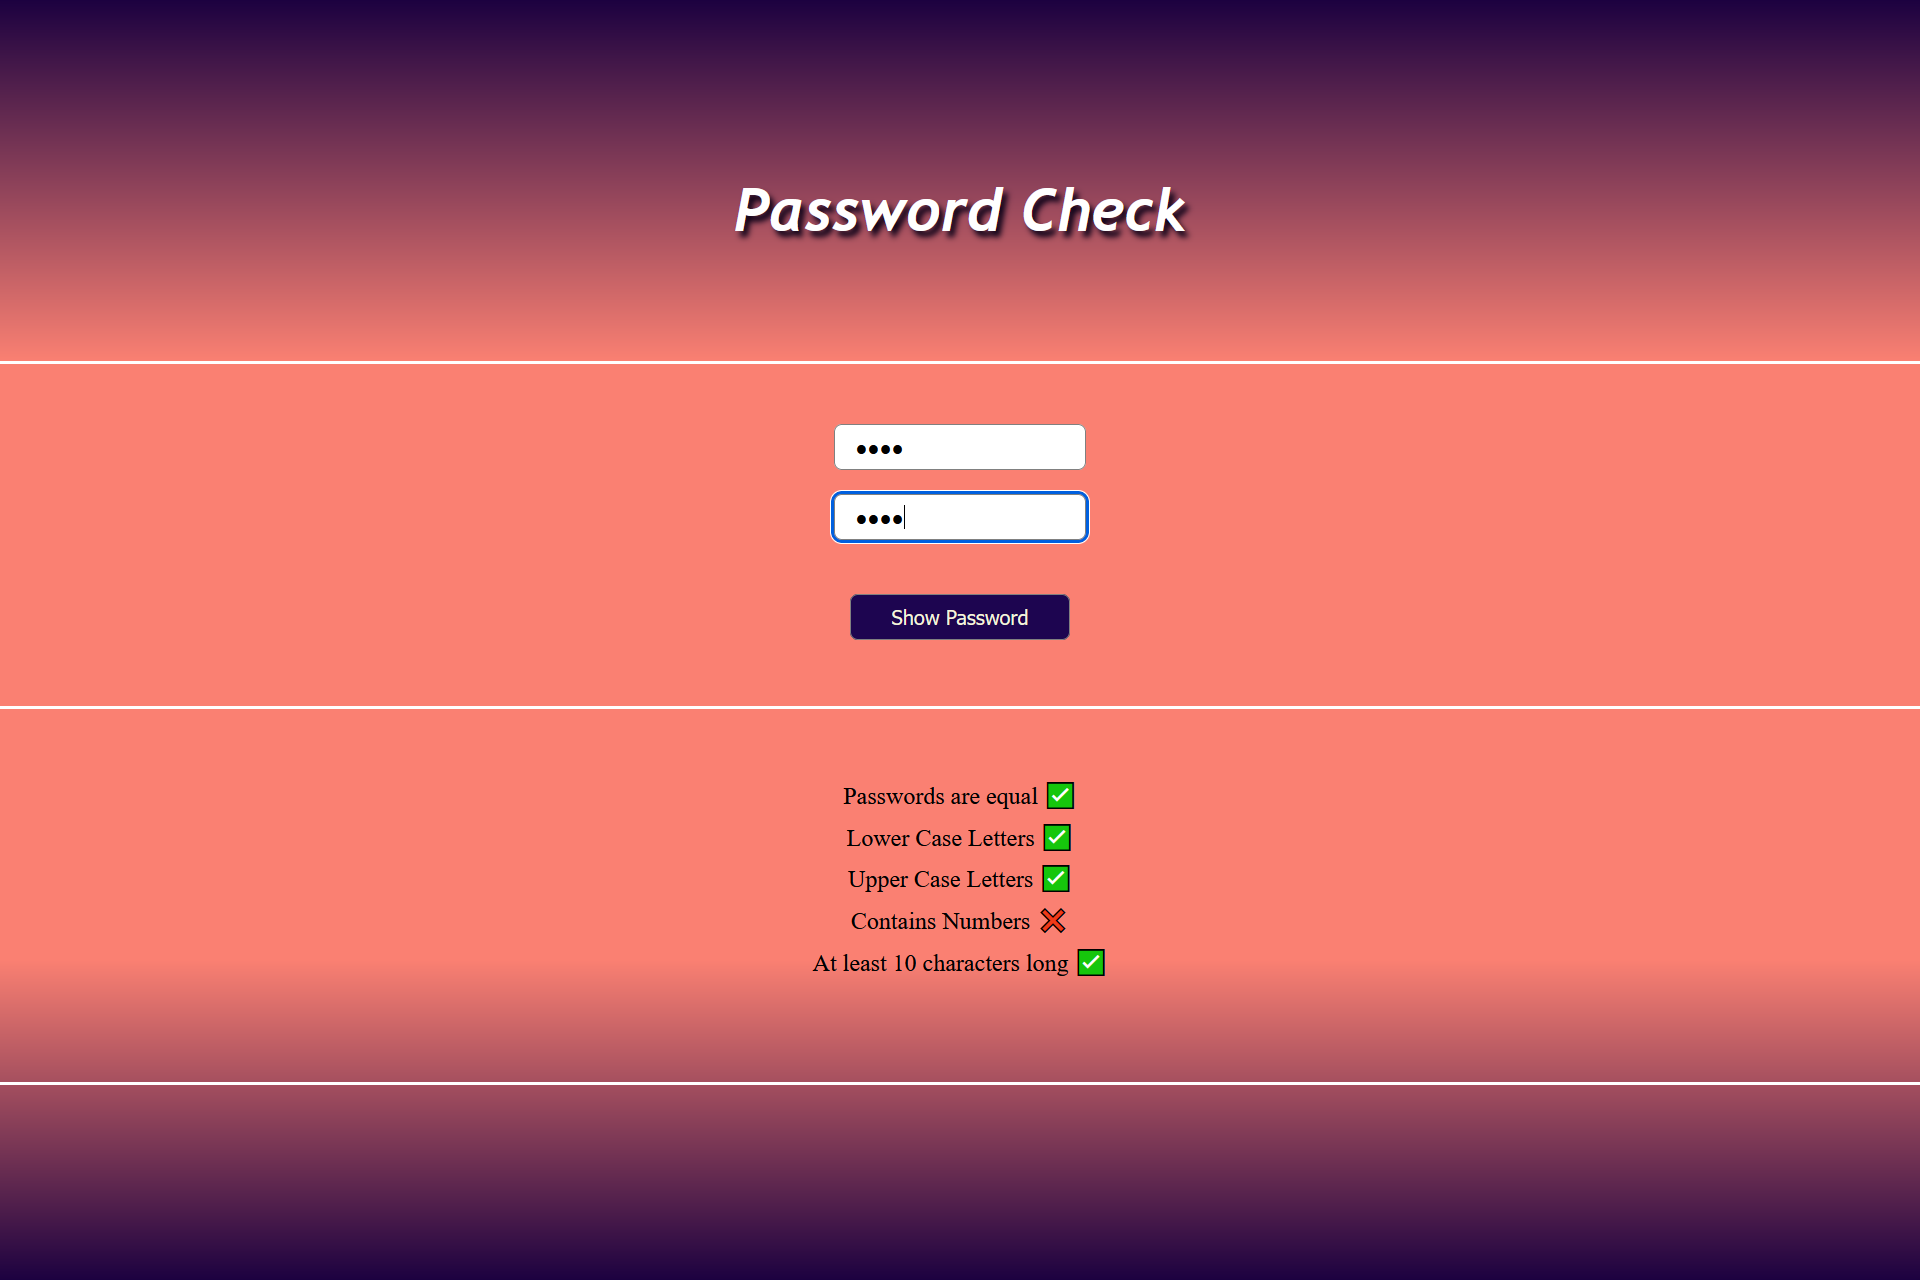 Password Check
••••
••••
Show Password
Passwords are equal ✅
Lower Case Letters ✅
Upper Case Letters ✅
Contains Numbers ❌
At least 10 characters long ✅